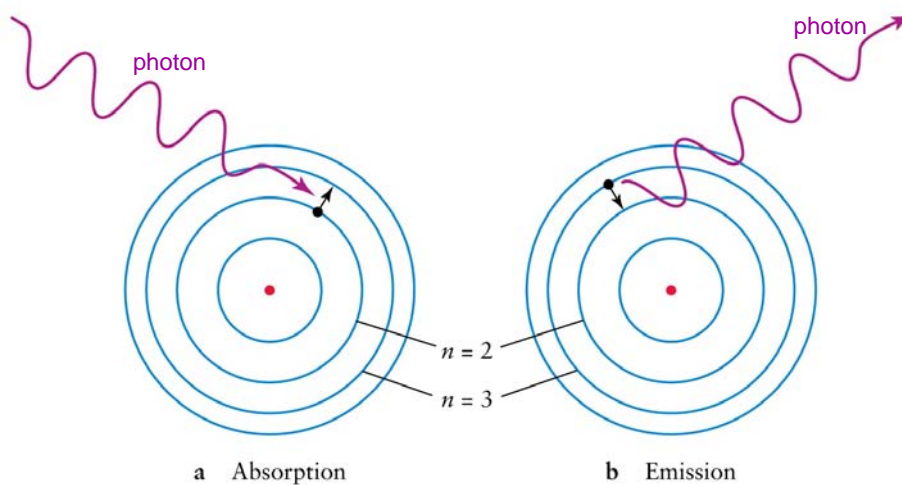 photon
photon
n = 2
n = 3
a Absorption
b Emission